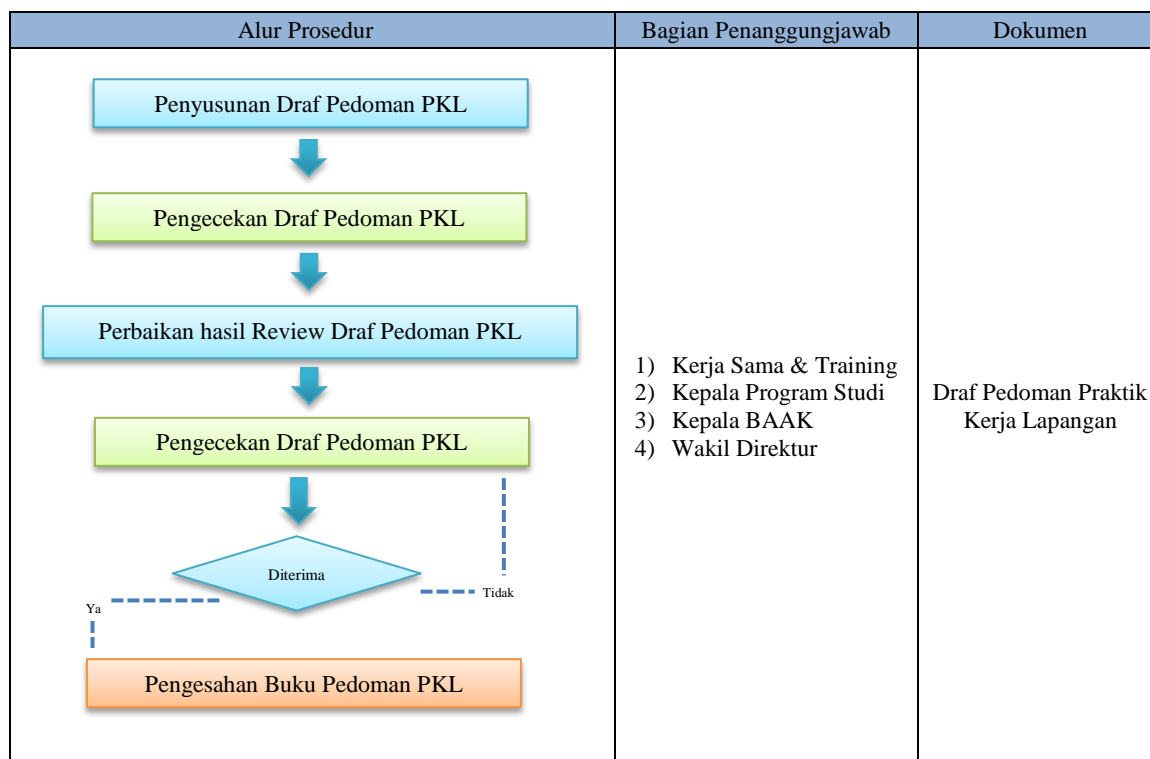 Alur Prosedur
Bagian Penanggungjawab
Dokumen
Penyusunan Draf Pedoman PKL
Pengecekan Draf Pedoman PKL
Perbaikan hasil Review Draf Pedoman PKL
Pengecekan Draf Pedoman PKL
Diterima
Tidak
Ya
Pengesahan Buku Pedoman PKL
1) Kerja Sama & Training
2) Kepala Program Studi
3) Kepala BAAK
4) Wakil Direktur
Draf Pedoman Praktik
Kerja Lapangan